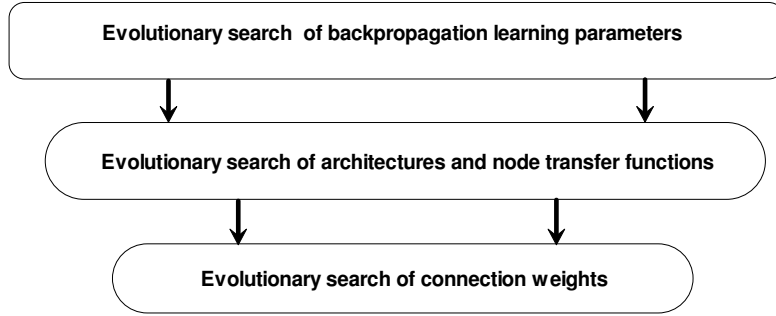 Evolutionary search of backpropagation learning parameters
Evolutionary search of architectures and node transfer functions
Evolutionary search of connection weights